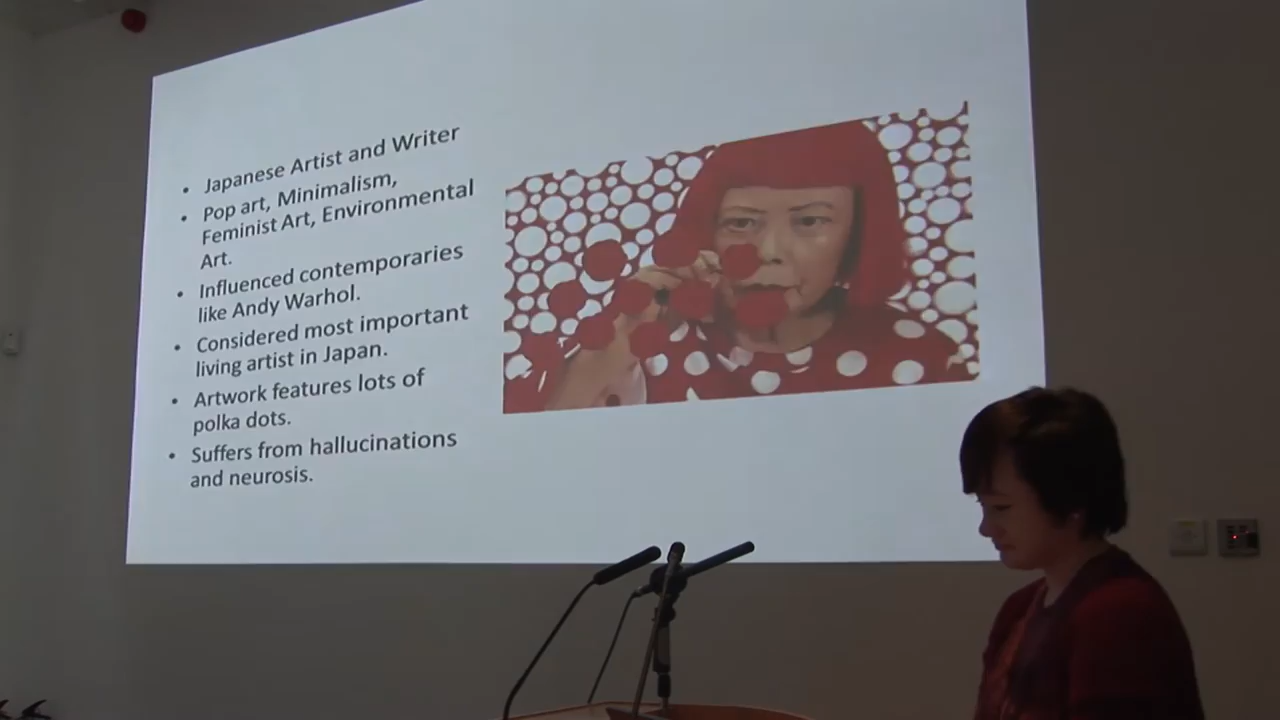 • Japanese Artist and Writer
• Pop art, Minimalism,
Feminist Art, Environmental
Art.
• Influenced contemporaries
like Andy Warhol.
• Considered most important
living artist in Japan.
• Artwork features lots of
polka dots.
• Suffers from hallucinations
and neurosis.